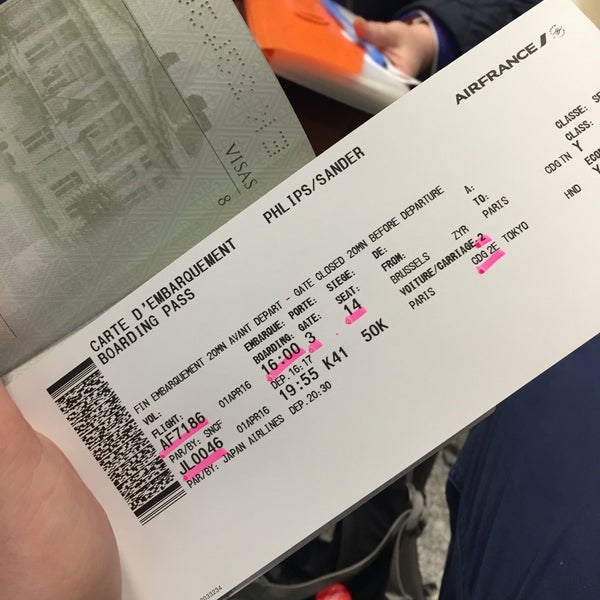 VISAS 8
AIRFRANCE
PHLIPS/SANDER
CARTE D'EMBARQUEMENT
BOARDING PASS
CLASSE:
CLASS:
FIN EMBARQUEMENT 20MN AVANT DEPART - GATE CLOSED 20MN BEFORE DEPARTURE
VOL: EMBARQUE: PORTE: SIEGE: DE: A:
FLIGHT: BOARDING: GATE: SEAT: FROM: TO:
AF7186 01APR16 16:00 3 14 BRUSSELS ZYR PARIS CDG TN Y
PAR/BY: SNCF DEP.16:17 VOITURE/CARRIAGE:2
JL0046 01APR16 19:55 K41 50K PARIS CDG 2E TOKYO HND
PAR/BY: JAPAN AIRLINES DEP.20:30